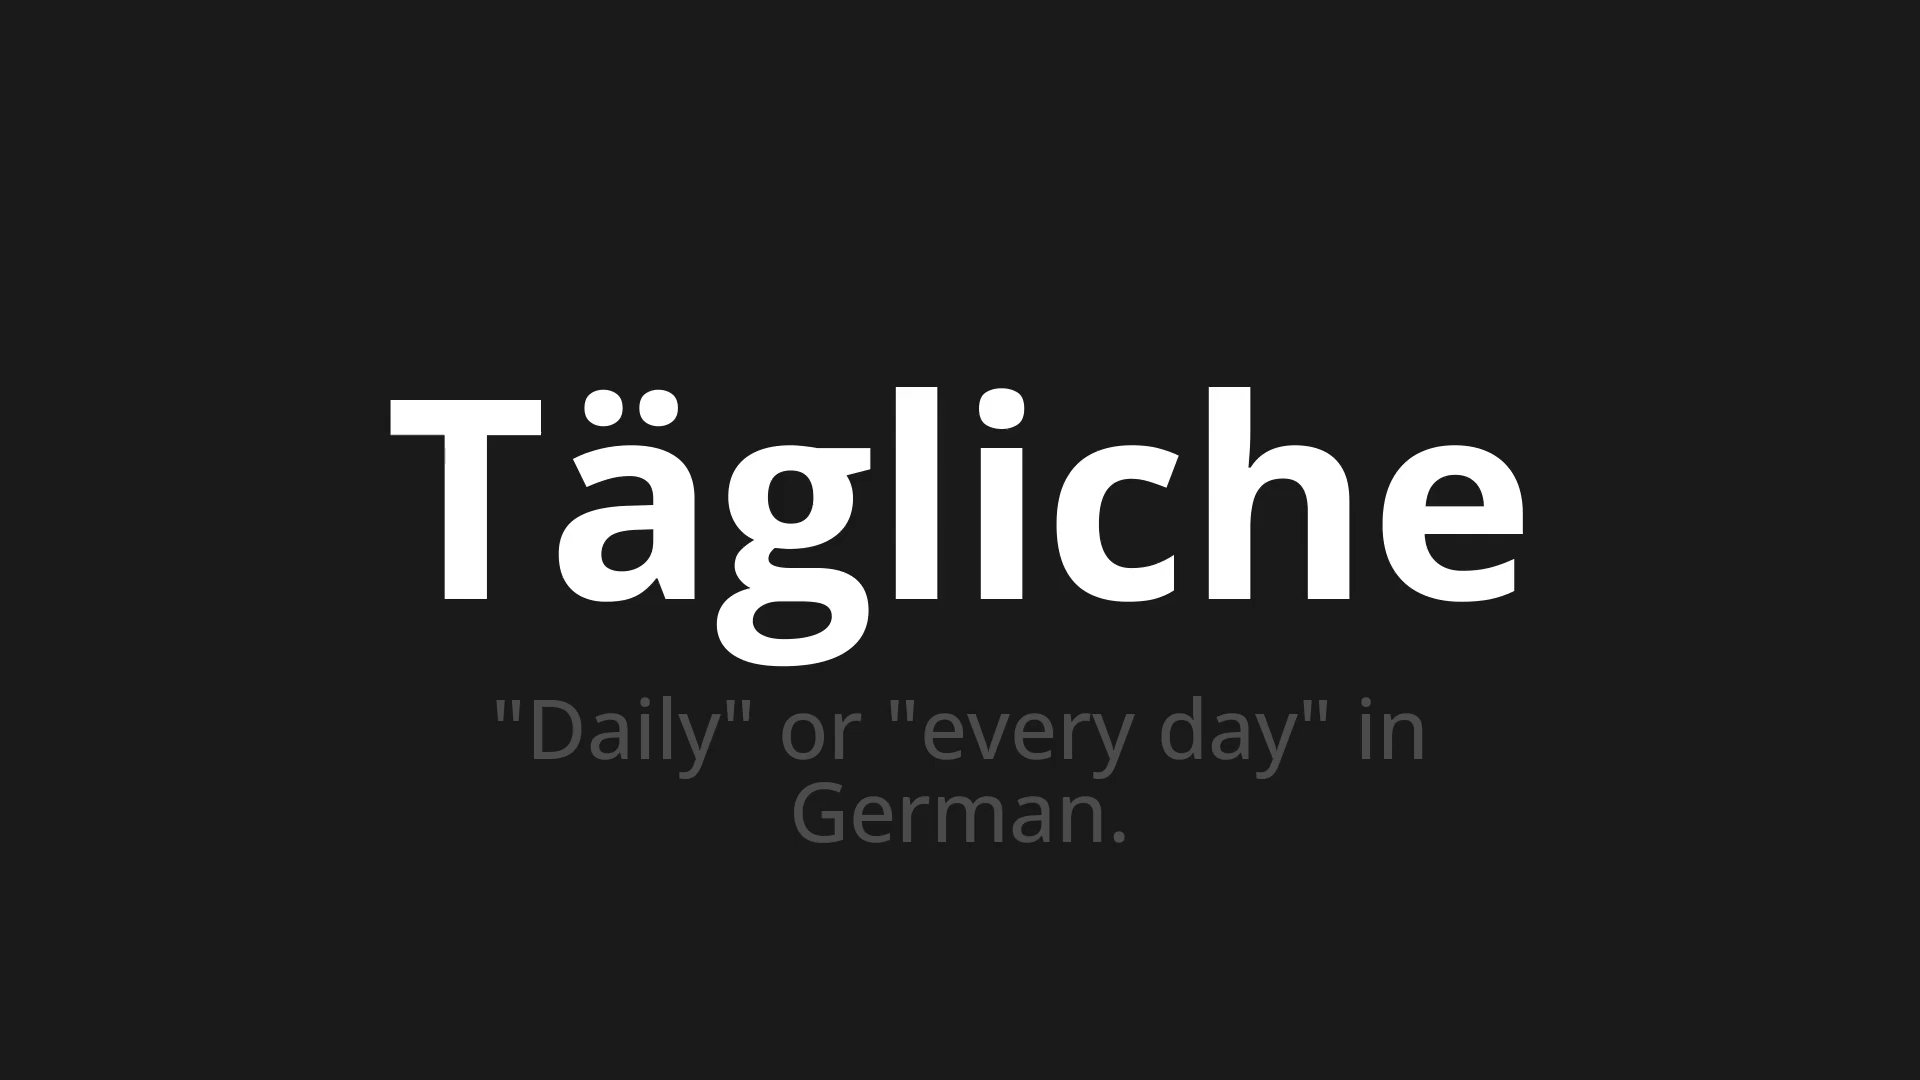 Tägliche
"Daily" or "every day" in
German.